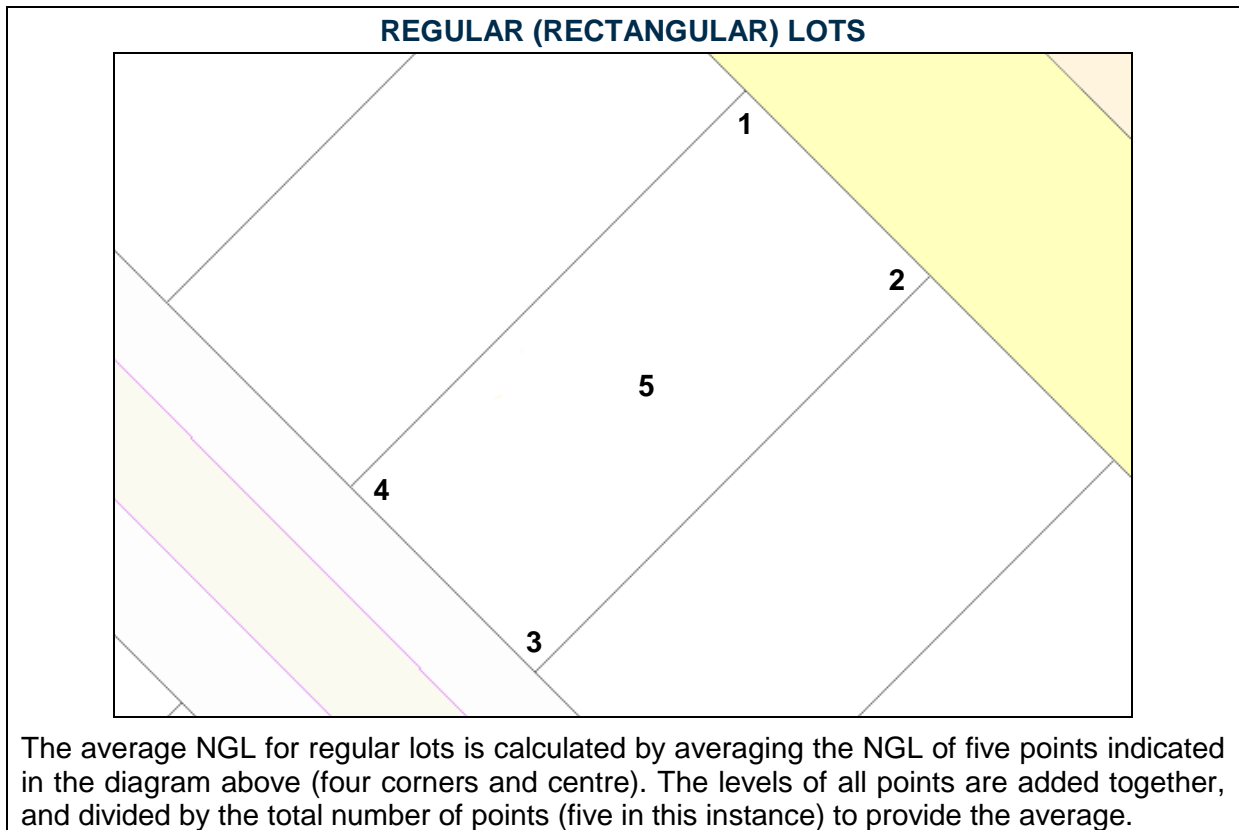 REGULAR (RECTANGULAR) LOTS
1
2
5
4
3
The average NGL for regular lots is calculated by averaging the NGL of five points indicated
in the diagram above (four corners and centre). The levels of all points are added together,
and divided by the total number of points (five in this instance) to provide the average.